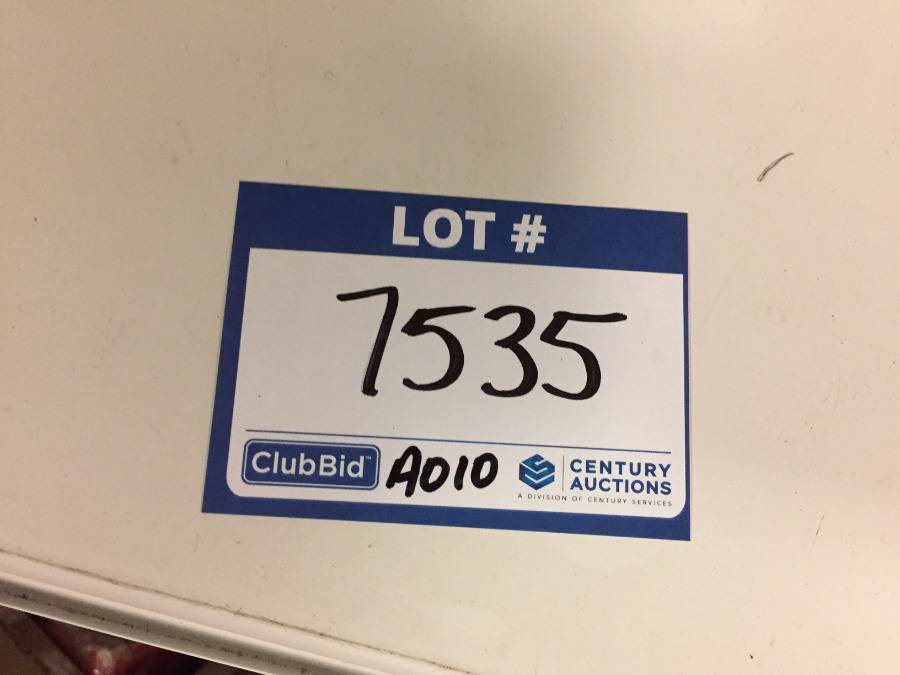 LOT #
7535
ClubBid™ A010 CENTURY
AUCTIONS
A DIVISION OF CENTURY SERVICES